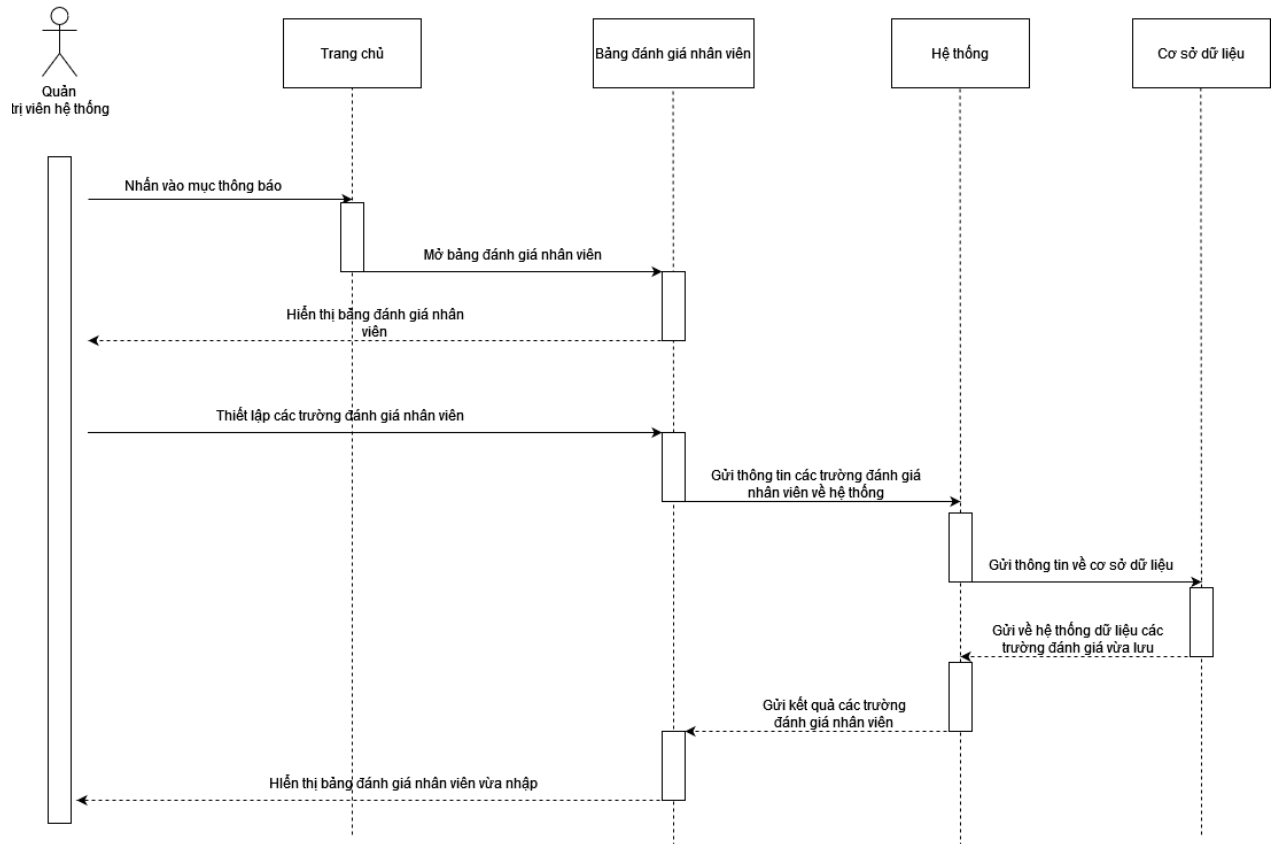 Quản
trị viên hệ thống
Trang chủ
Bảng đánh giá nhân viên
Hệ thống
Cơ sở dữ liệu
Nhấn vào mục thông báo
Mở bảng đánh giá nhân viên
Hiển thị bảng đánh giá nhân
viên
Thiết lập các trường đánh giá nhân viên
Gửi thông tin các trường đánh giá
nhân viên về hệ thống
Gửi thông tin về cơ sở dữ liệu
Gửi về hệ thống dữ liệu các
trường đánh giá vừa lưu
Gửi kết quả các trường
đánh giá nhân viên
HIển thị bảng đánh giá nhân viên vừa nhập